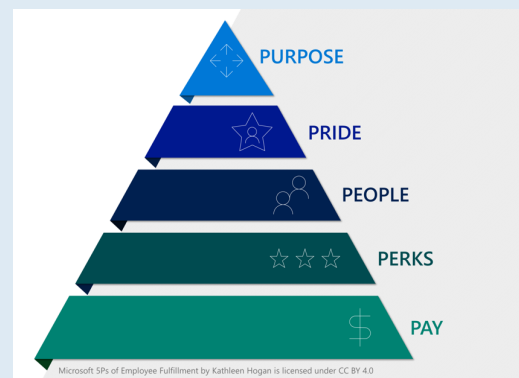 PURPOSE
PRIDE
PEOPLE
PERKS
$
PAY
Microsoft 5Ps of Employee Fulfillment by Kathleen Hogan is licensed under CC BY 4.0